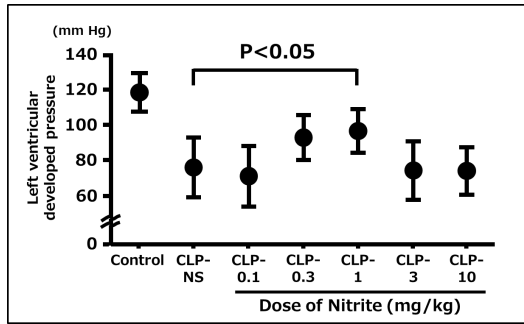 (mm Hg)
140
120
100
80
60
0
Left ventricular
developed pressure
P<0.05
Control
CLP-
NS
CLP-
0.1
CLP-
0.3
CLP-
1
CLP-
3
CLP-
10
Dose of Nitrite (mg/kg)